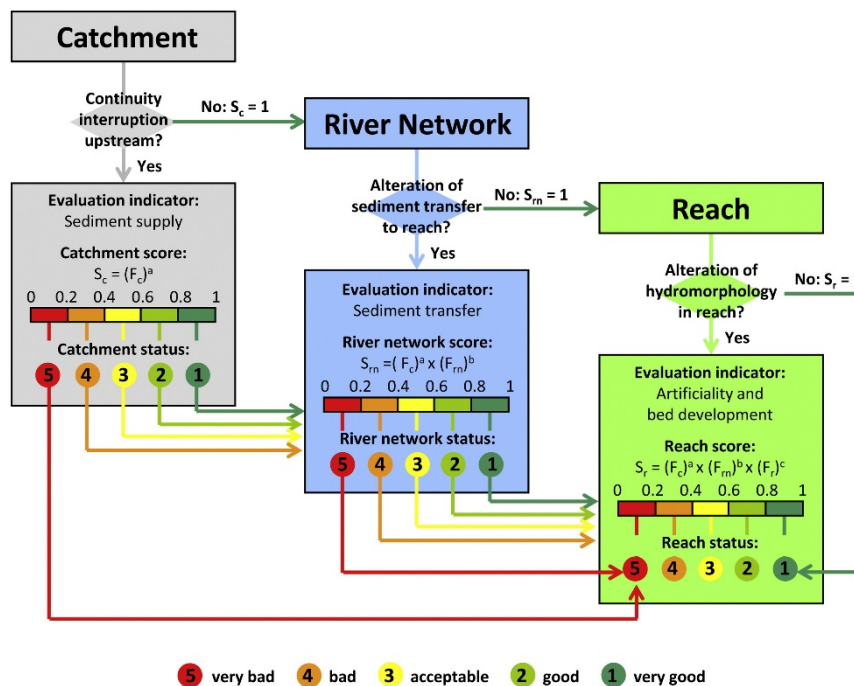 Catchment
Continuity
interruption
upstream?
No: Sc = 1
Yes
Evaluation indicator:
Sediment supply
Catchment score:
Sc = (Fc)ᵃ
0 0.2 0.4 0.6 0.8 1
Catchment status:
5 4 3 2 1
River Network
Alteration of
sediment transfer
to reach?
No: Srn = 1
Yes
Evaluation indicator:
Sediment transfer
River network score:
Srn =( Fc)ᵃ x (Frn)ᵇ
0 0.2 0.4 0.6 0.8 1
River network status:
5 4 3 2 1
Reach
Alteration of
hydromorphology
in reach?
No: Sr =
Yes
Evaluation indicator:
Artificiality and
bed development
Reach score:
Sr = (Fc)ᵃ x (Frn)ᵇ x (Fr)ᶜ
0 0.2 0.4 0.6 0.8 1
Reach status:
5 4 3 2 1
5 very bad 4 bad 3 acceptable 2 good 1 very good